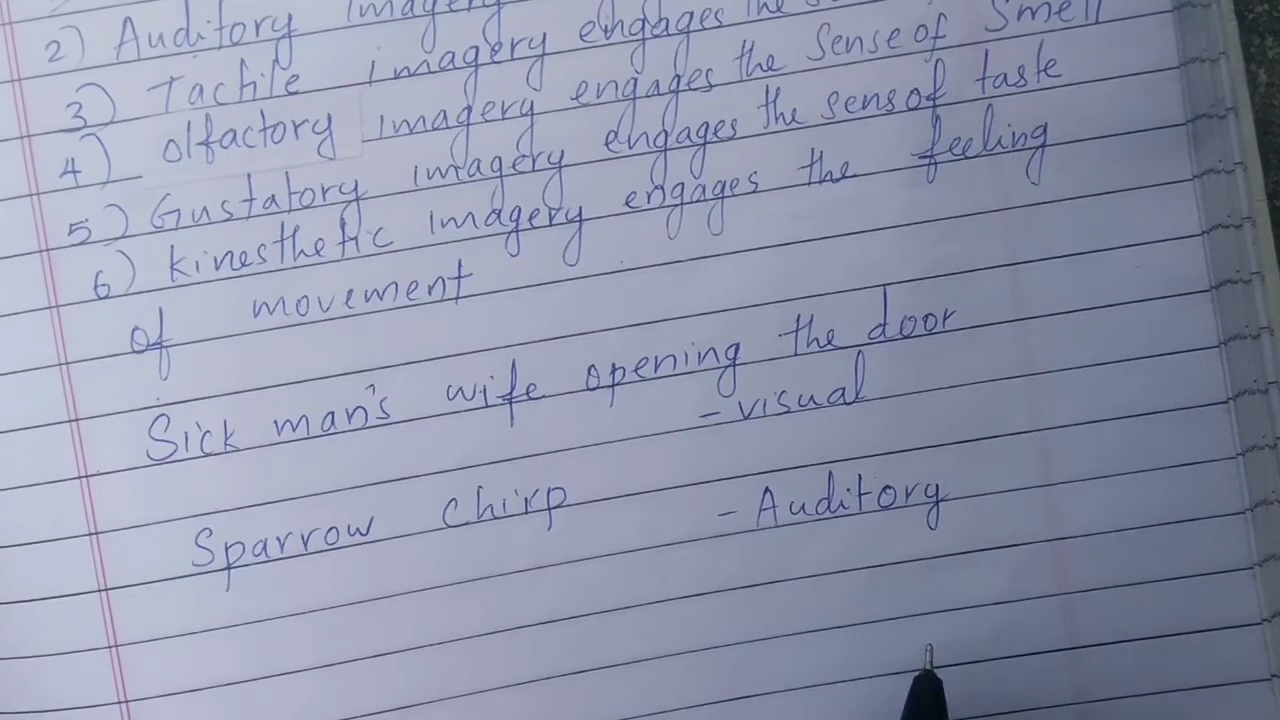 2) Auditory imagery
3) Tactile imagery engages the
4) olfactory imagery engages the Sense of Smell
5) Gustatory imagery engages the sens of taste
6) kinesthetic imagery engages the feeling
of movement
Sick man's wife opening the door
- visual
Sparrow chirp - Auditory